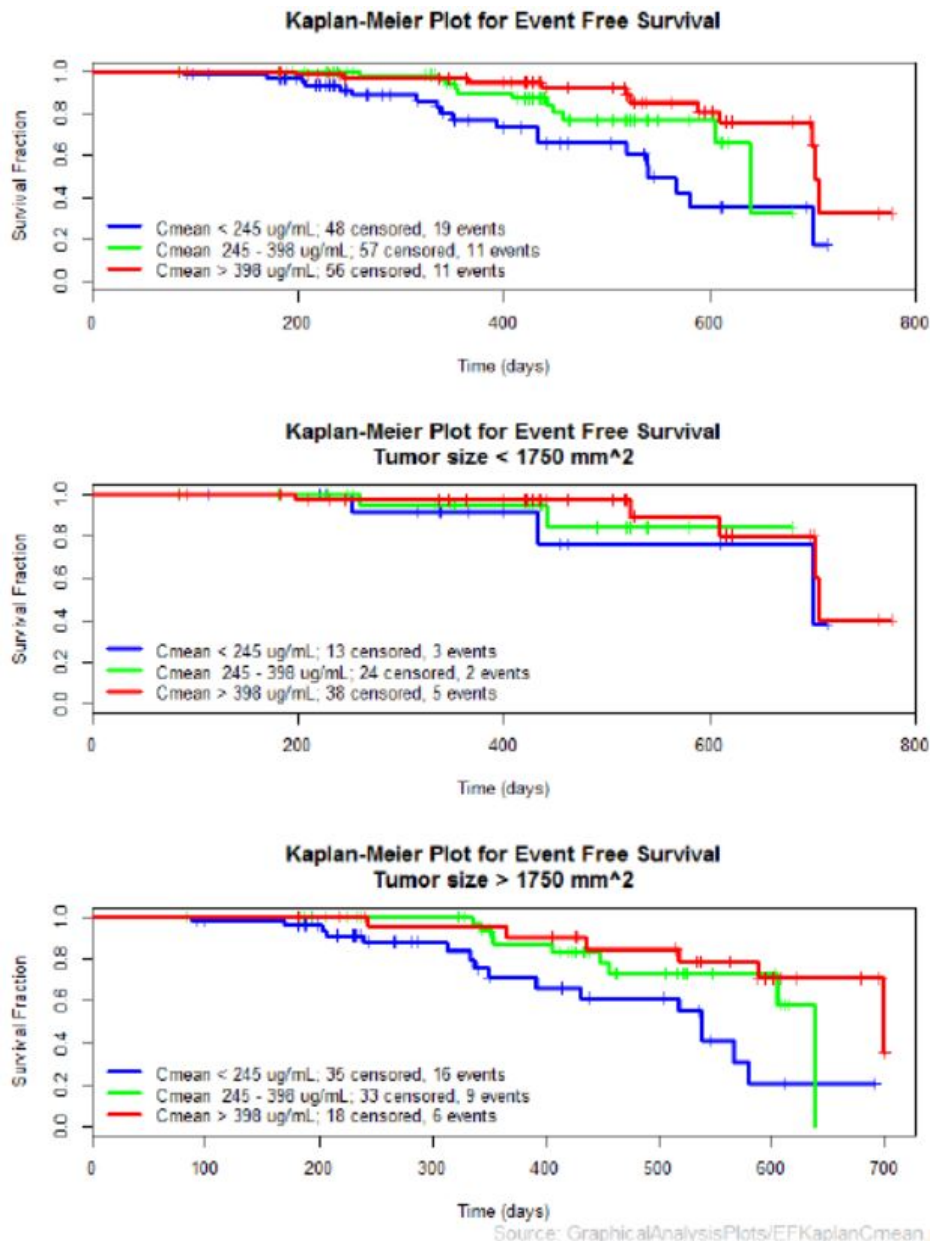 Kaplan-Meier Plot for Event Free Survival
1.0
0.8
0.6
0.4
0.2
0.0
Survival Fraction
Cmean < 245 ug/mL; 48 censored, 19 events
Cmean 245 - 398 ug/mL; 57 censored, 11 events
Cmean > 398 ug/mL; 56 censored, 11 events
0 200 400 600 800
Time (days)
Kaplan-Meier Plot for Event Free Survival
Tumor size < 1750 mm^2
1.0
0.8
0.6
0.4
0.2
0.0
Survival Fraction
Cmean < 245 ug/mL; 13 censored, 3 events
Cmean 245 - 398 ug/mL; 24 censored, 2 events
Cmean > 398 ug/mL; 38 censored, 5 events
0 200 400 600 800
Time (days)
Kaplan-Meier Plot for Event Free Survival
Tumor size > 1750 mm^2
1.0
0.8
0.6
0.4
0.2
0.0
Survival Fraction
Cmean < 245 ug/mL; 35 censored, 16 events
Cmean 245 - 398 ug/mL; 33 censored, 9 events
Cmean > 398 ug/mL; 18 censored, 6 events
0 100 200 300 400 500 600 700
Time (days)
Source: GraphicalAnalysisPlots/EFKaplanCmean.